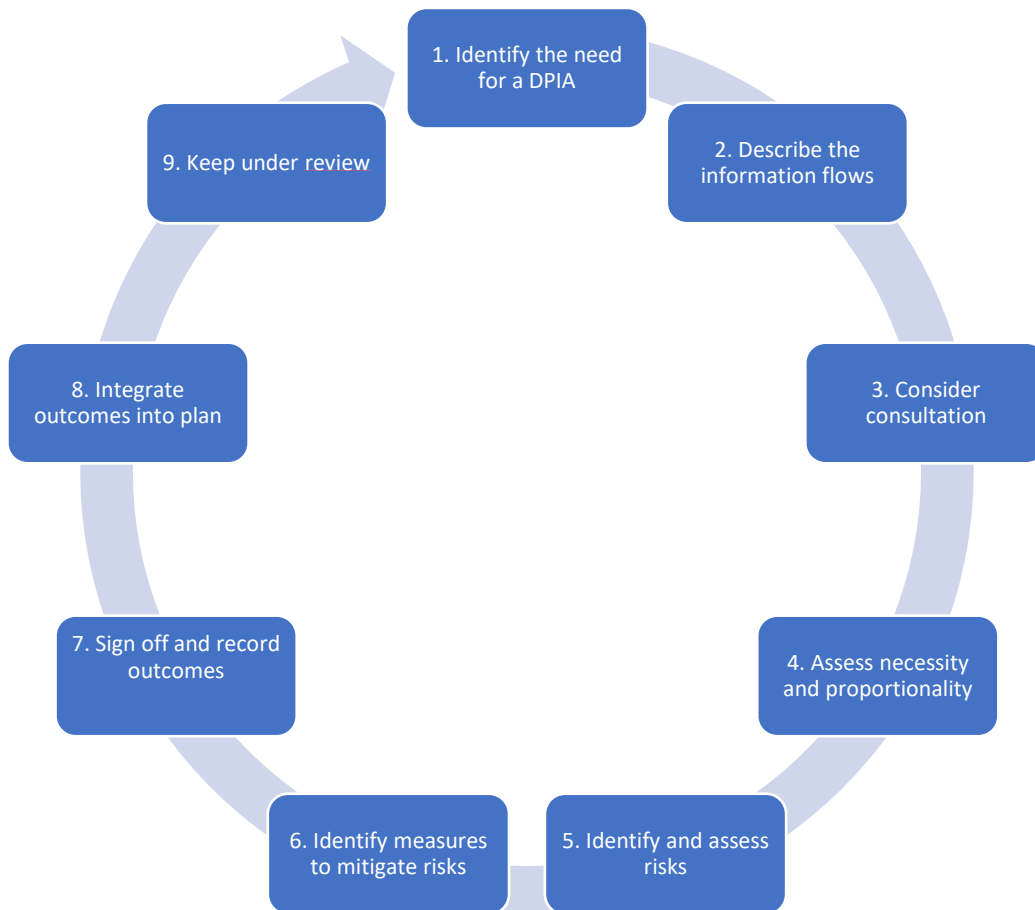 1. Identify the need
for a DPIA
2. Describe the
information flows
3. Consider
consultation
4. Assess necessity
and proportionality
5. Identify and assess
risks
6. Identify measures
to mitigate risks
7. Sign off and record
outcomes
8. Integrate
outcomes into plan
9. Keep under review